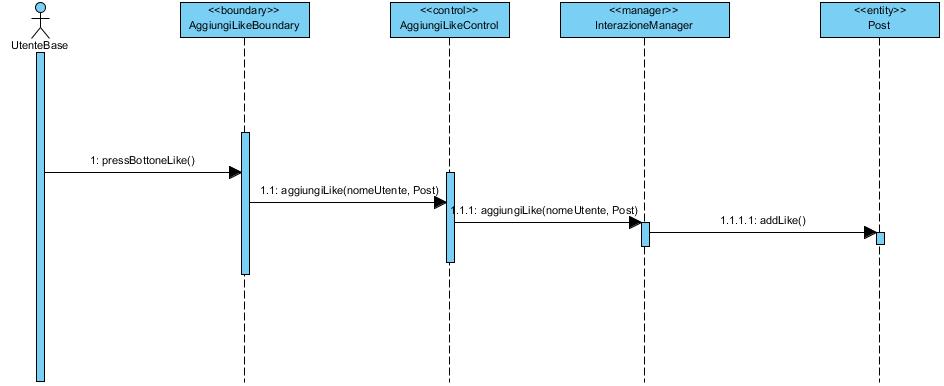 <<boundary>>
AggiungiLikeBoundary
<<control>>
AggiungiLikeControl
<<manager>>
InterazioneManager
<<entity>>
Post
UtenteBase
1: pressBottoneLike()
1.1: aggiungiLike(nomeUtente, Post)
1.1.1: aggiungiLike(nomeUtente, Post)
1.1.1.1: addLike()